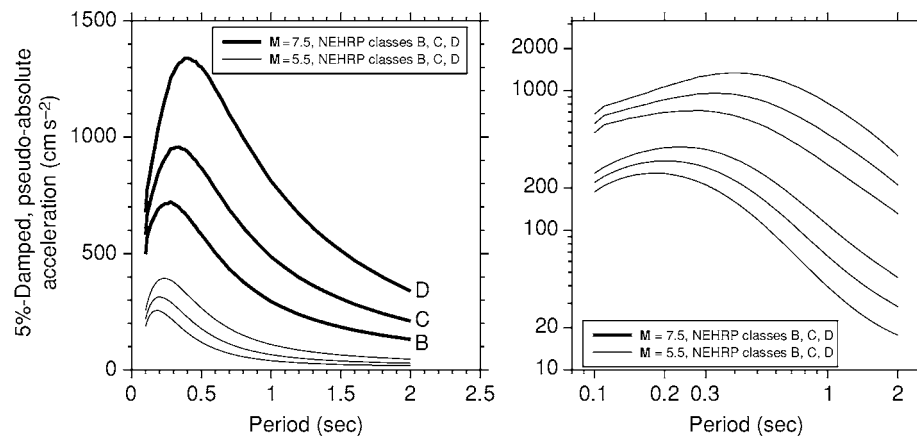 5%-Damped, pseudo-absolute
acceleration (cm s⁻²)
1500
1000
500
0
M = 7.5, NEHRP classes B, C, D
M = 5.5, NEHRP classes B, C, D
D
C
B
0 0.5 1 1.5 2 2.5
Period (sec)
2000
1000
200
100
20
10
M = 7.5, NEHRP classes B, C, D
M = 5.5, NEHRP classes B, C, D
0.1 0.2 0.3 1 2
Period (sec)